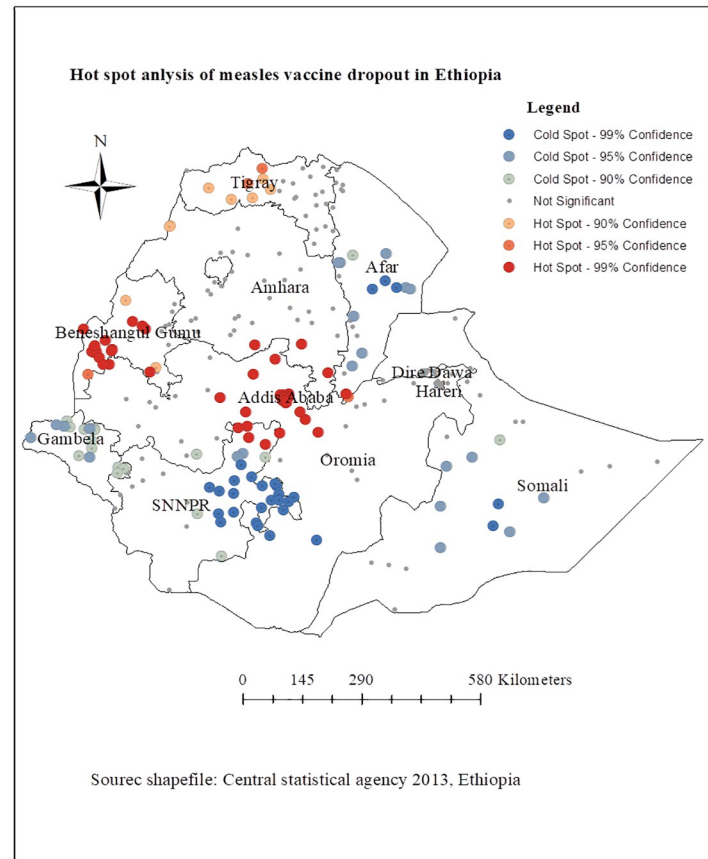 Hot spot anlysis of measles vaccine dropout in Ethiopia
Legend
Cold Spot - 99% Confidence
Cold Spot - 95% Confidence
Cold Spot - 90% Confidence
Not Significant
Hot Spot - 90% Confidence
Hot Spot - 95% Confidence
Hot Spot - 99% Confidence
N
Tigray
Afar
Amhara
Beneshangul Gumu
Dire Dawa
Hareri
Addis Ababa
Gambela
Oromia
Somali
SNNPR
0 145 290 580 Kilometers
Sourec shapefile: Central statistical agency 2013, Ethiopia